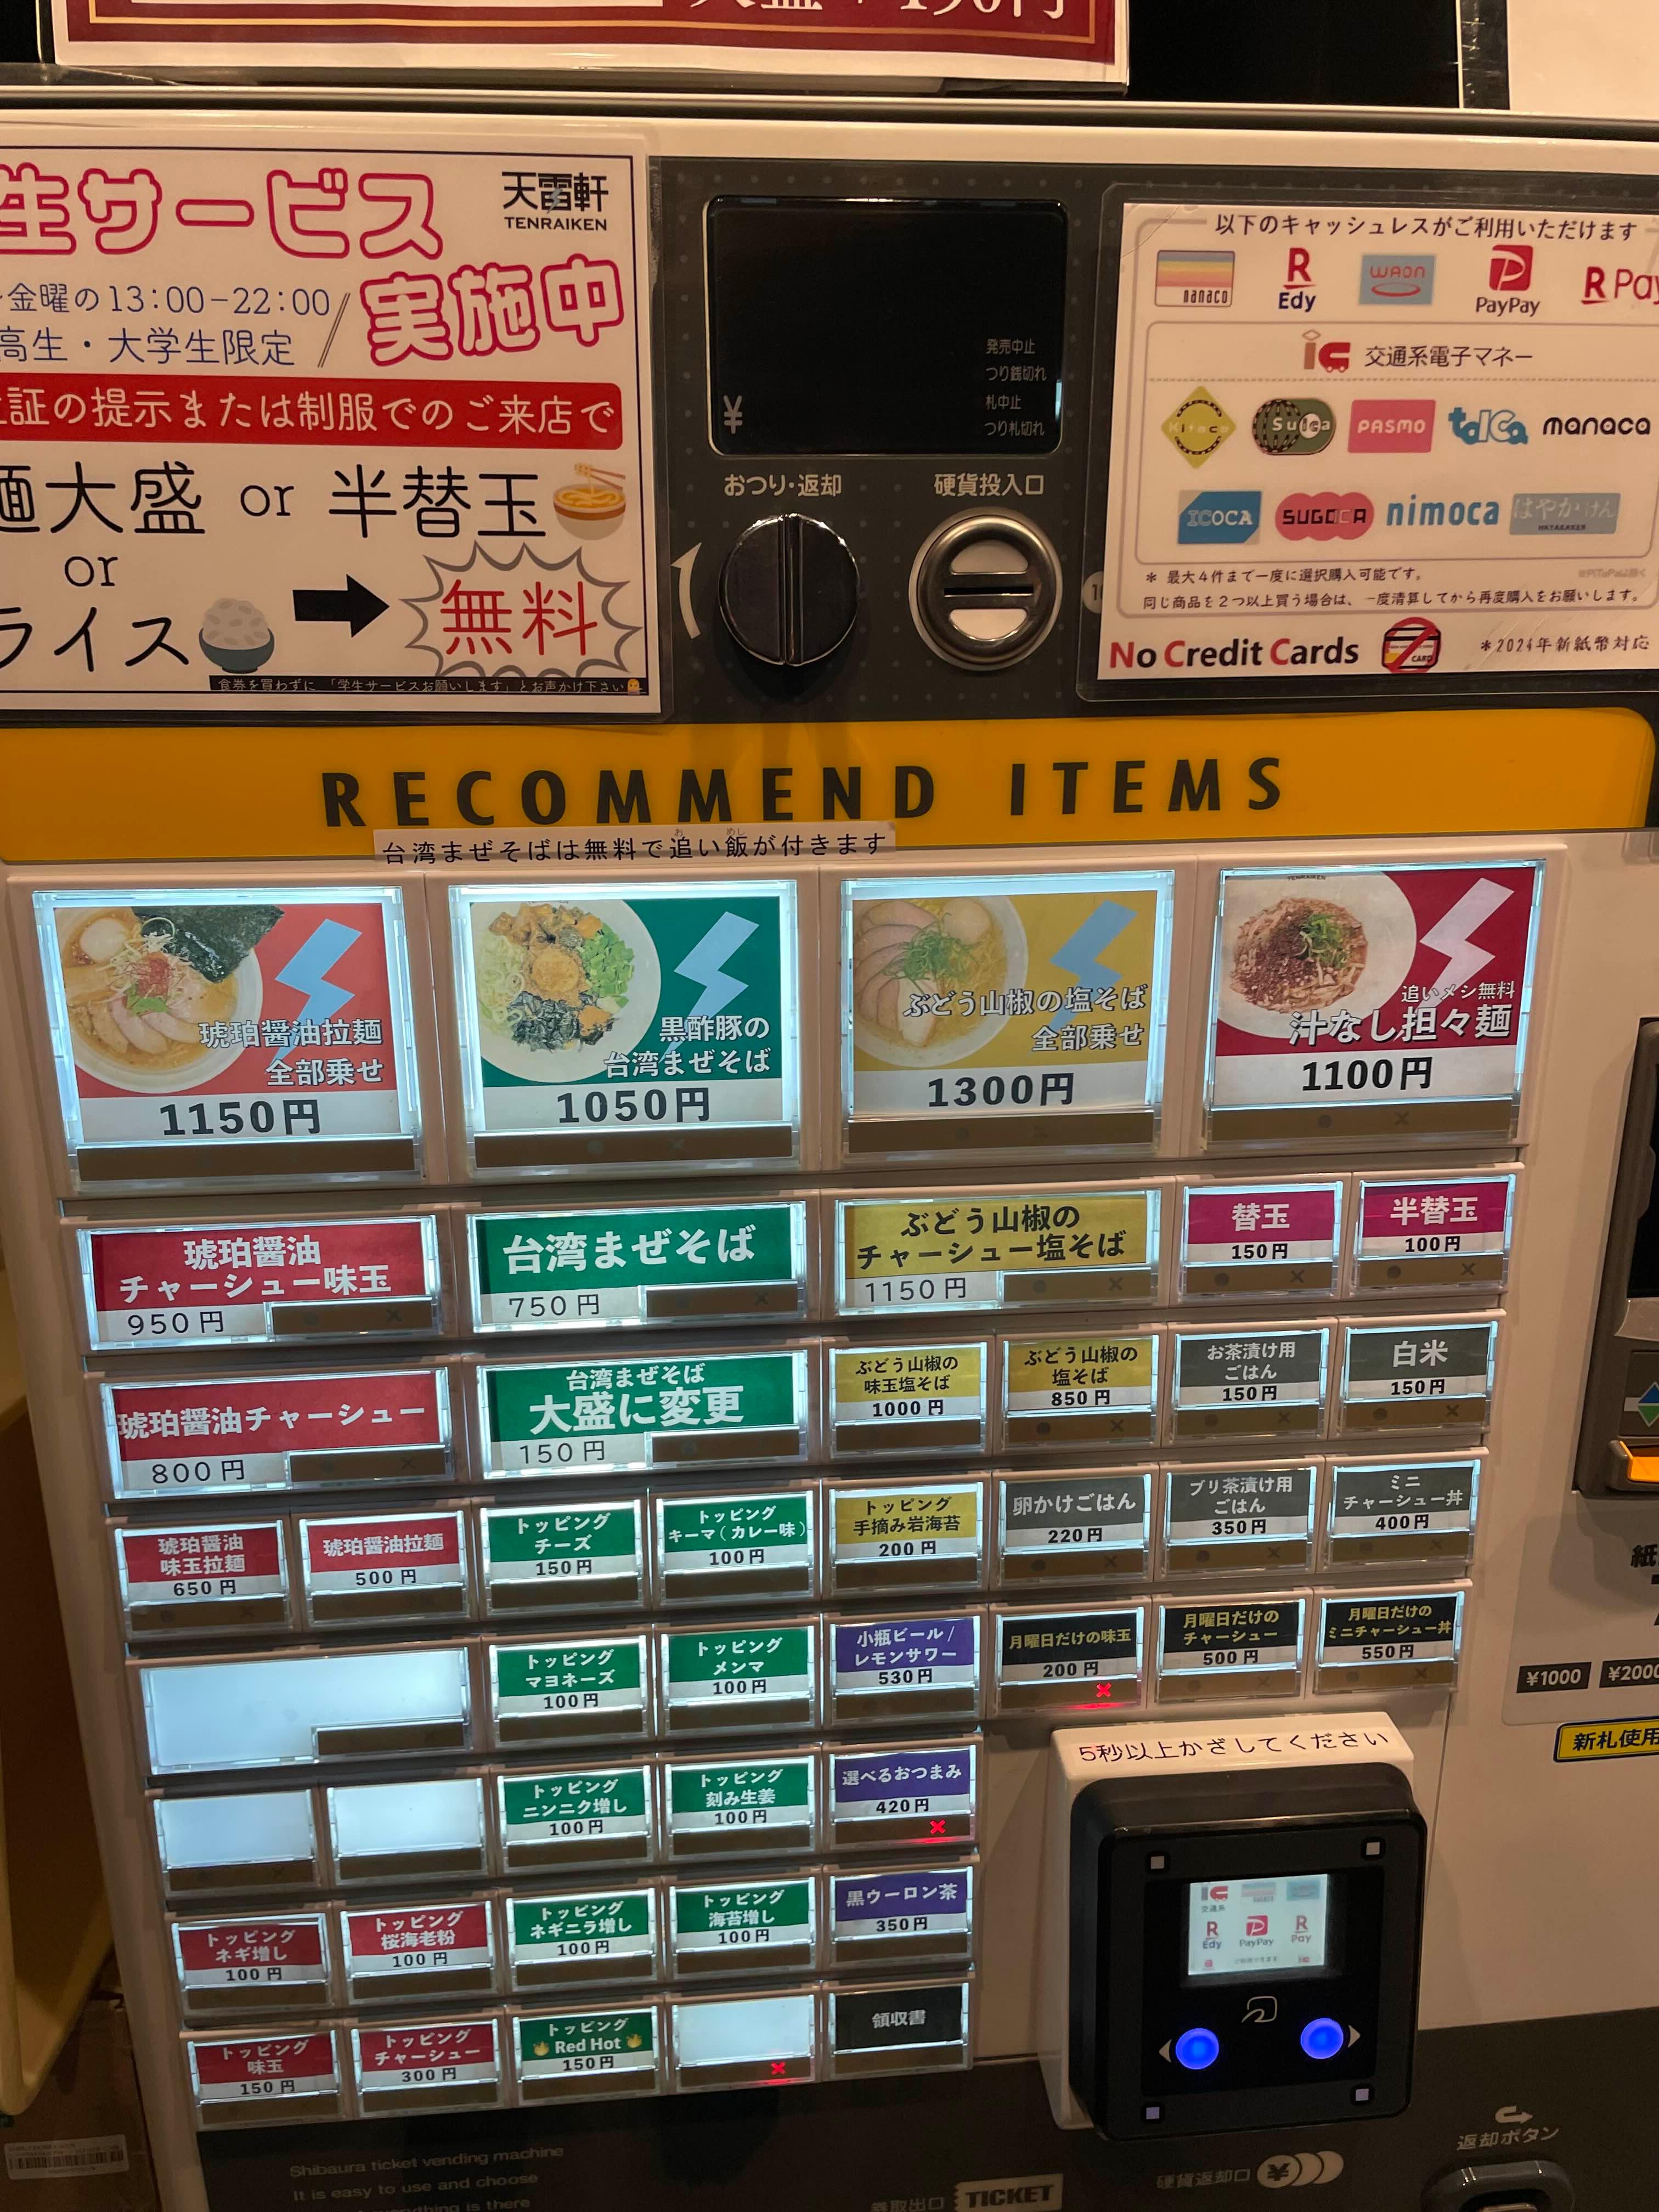 大盛+150円
生サービス
天雷軒
TENRAIKEN
金曜の13:00-22:00
実施中
高生・大学生限定
証の提示または制服でのご来店で
麺大盛 or 半替玉
or
ライス
無料
食券を買わずに、「学生サービスお願いします」とお声かけ下さい
発売中止
つり銭切れ
札中止
つり札切れ
¥
おつり・返却
硬貨投入口
以下のキャッシュレスがご利用いただけます
nanaco
R Edy
WAON
PayPay
R Pay
IC 交通系電子マネー
Kitaca
Suica
PASMO
toica
manaca
ICOCA
SUGOCA
nimoca
はやかけん
* 最大4件まで一度に選択購入可能です。
同じ商品を2つ以上買う場合は、一度清算してから再度購入をお願いします。
No Credit Cards
CARD
*2024年新紙幣対応
RECOMMEND ITEMS
台湾まぜそばは無料で追い飯が付きます
琥珀醤油拉麺
全部乗せ
1150円
黒酢豚の
台湾まぜそば
1050円
ぶどう山椒の塩そば
全部乗せ
1300円
TENRAIKEN
追いメシ無料
汁なし担々麺
1100円
琥珀醤油
チャーシュー味玉
950円
台湾まぜそば
750円
ぶどう山椒の
チャーシュー塩そば
1150円
替玉
150円
半替玉
100円
琥珀醤油チャーシュー
800円
台湾まぜそば
大盛に変更
150円
ぶどう山椒の
味玉塩そば
1000円
ぶどう山椒の
塩そば
850円
お茶漬け用
ごはん
150円
白米
150円
琥珀醤油
味玉拉麺
650円
琥珀醤油拉麺
500円
トッピング
チーズ
150円
トッピング
キーマ(カレー味)
100円
トッピング
手摘み岩海苔
200円
卵かけごはん
220円
ブリ茶漬け用
ごはん
350円
ミニ
チャーシュー丼
400円
トッピング
マヨネーズ
100円
トッピング
メンマ
100円
小瓶ビール/
レモンサワー
530円
月曜日だけの味玉
200円
月曜日だけの
チャーシュー
500円
月曜日だけの
ミニチャーシュー丼
550円
¥1000
¥2000
新札使用
トッピング
ニンニク増し
100円
トッピング
刻み生姜
100円
選べるおつまみ
420円
5秒以上かざしてください
トッピング
ネギ増し
100円
トッピング
桜海老粉
100円
トッピング
ネギニラ増し
100円
トッピング
海苔増し
100円
黒ウーロン茶
350円
交通系
R Edy
PayPay
R Pay
トッピング
味玉
150円
トッピング
チャーシュー
300円
トッピング
Red Hot
150円
領収書
Shibaura ticket vending machine
It is easy to use and choose
everything is there
券取出口
TICKET
硬貨返却口
¥
返却ボタン